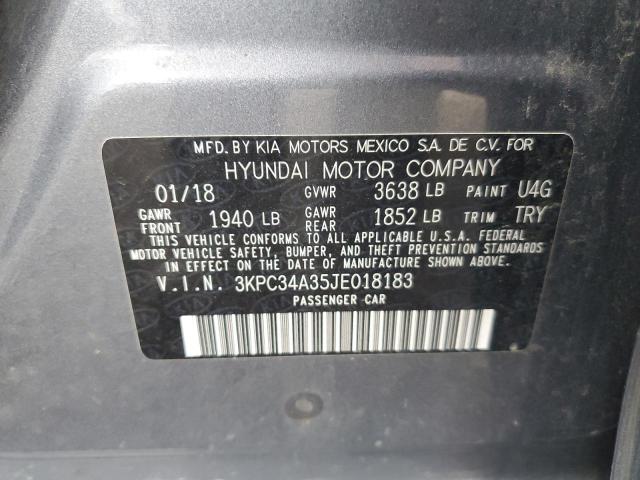 MFD. BY KIA MOTORS MEXICO S.A. DE C.V. FOR
HYUNDAI MOTOR COMPANY
01/18 GVWR 3638 LB PAINT U4G
GAWR FRONT 1940 LB GAWR REAR 1852 LB TRIM TRY
THIS VEHICLE CONFORMS TO ALL APPLICABLE U.S.A. FEDERAL
MOTOR VEHICLE SAFETY, BUMPER, AND THEFT PREVENTION STANDARDS
IN EFFECT ON THE DATE OF MANUFACTURE SHOWN ABOVE.
V.I.N. 3KPC34A35JE018183
PASSENGER CAR